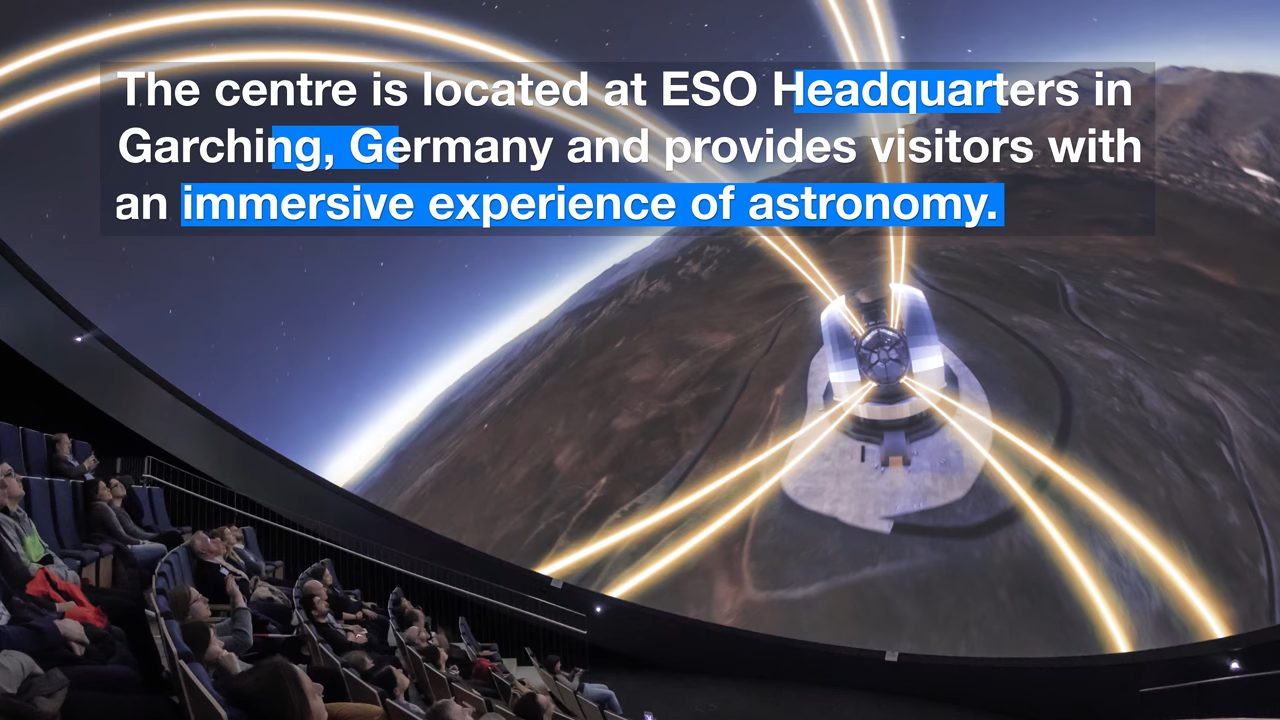 The centre is located at ESO Headquarters in
Garching, Germany and provides visitors with
an immersive experience of astronomy.